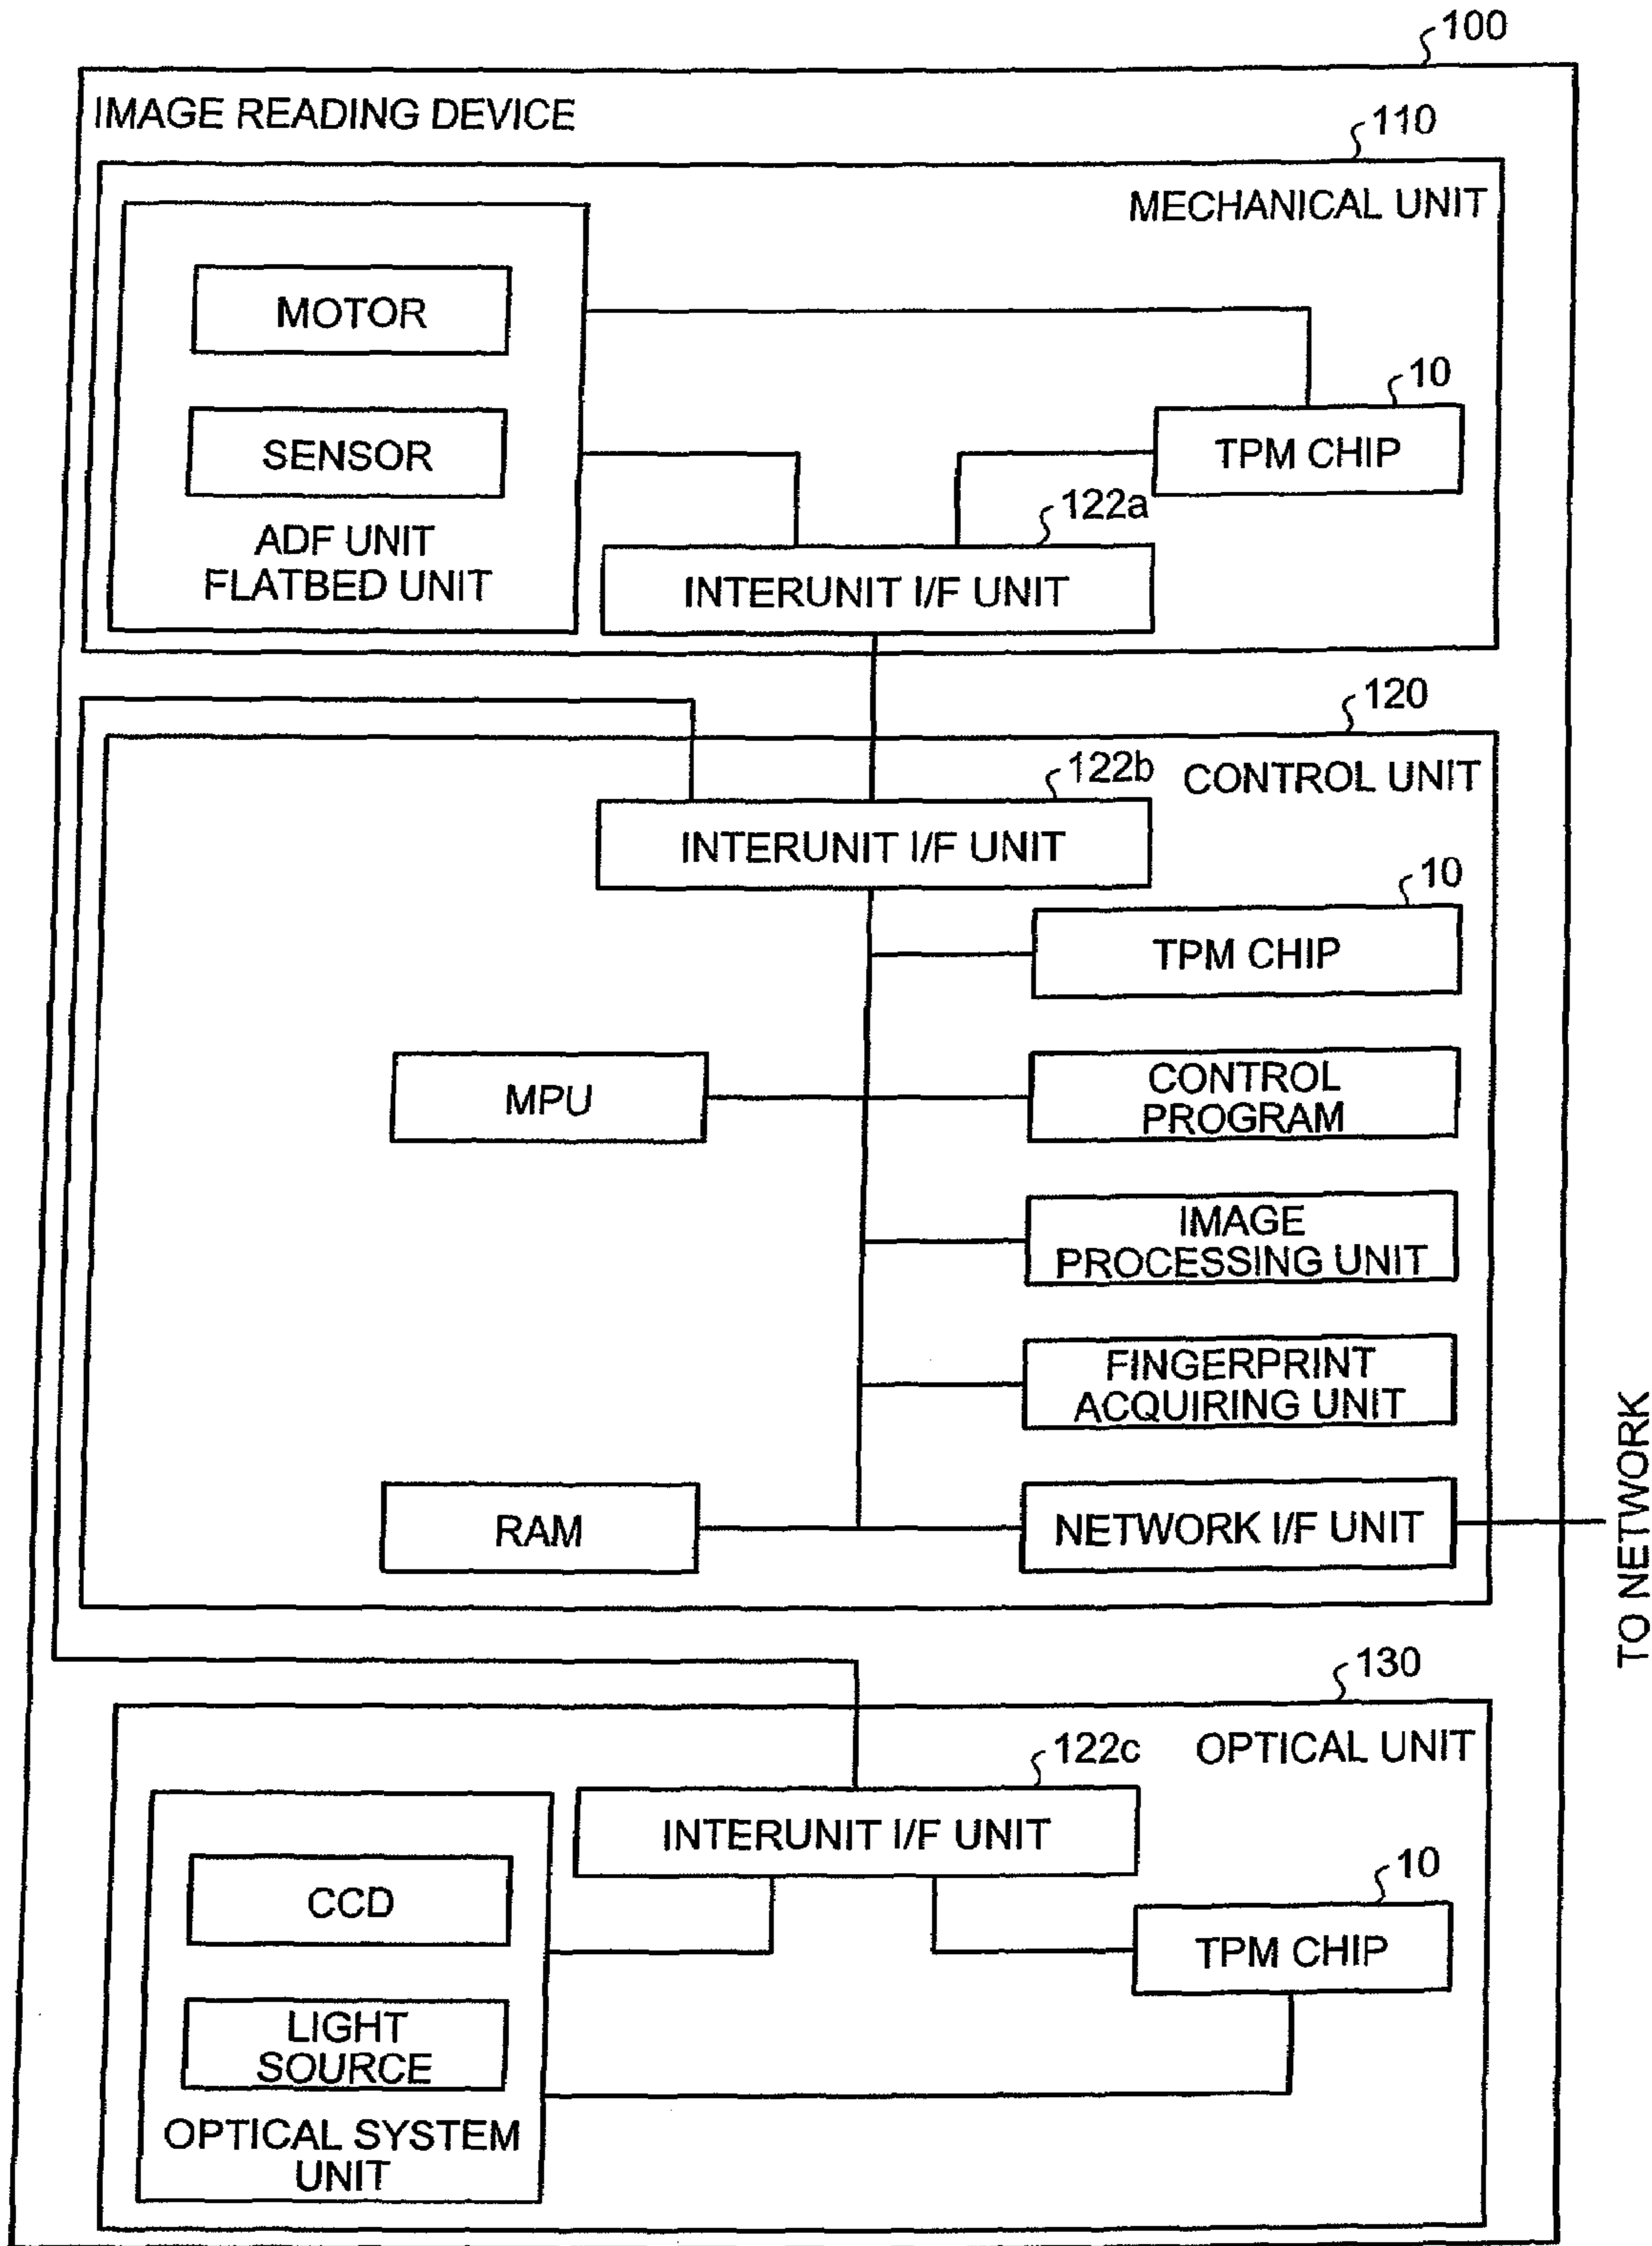 100
IMAGE READING DEVICE
110
MECHANICAL UNIT
MOTOR
10
TPM CHIP
SENSOR
122a
ADF UNIT
FLATBED UNIT
INTERUNIT I/F UNIT
120
CONTROL UNIT
122b
INTERUNIT I/F UNIT
10
TPM CHIP
MPU
CONTROL
PROGRAM
IMAGE
PROCESSING UNIT
FINGERPRINT
ACQUIRING UNIT
RAM
NETWORK I/F UNIT
TO NETWORK
130
OPTICAL UNIT
122c
INTERUNIT I/F UNIT
CCD
10
TPM CHIP
LIGHT
SOURCE
OPTICAL SYSTEM
UNIT